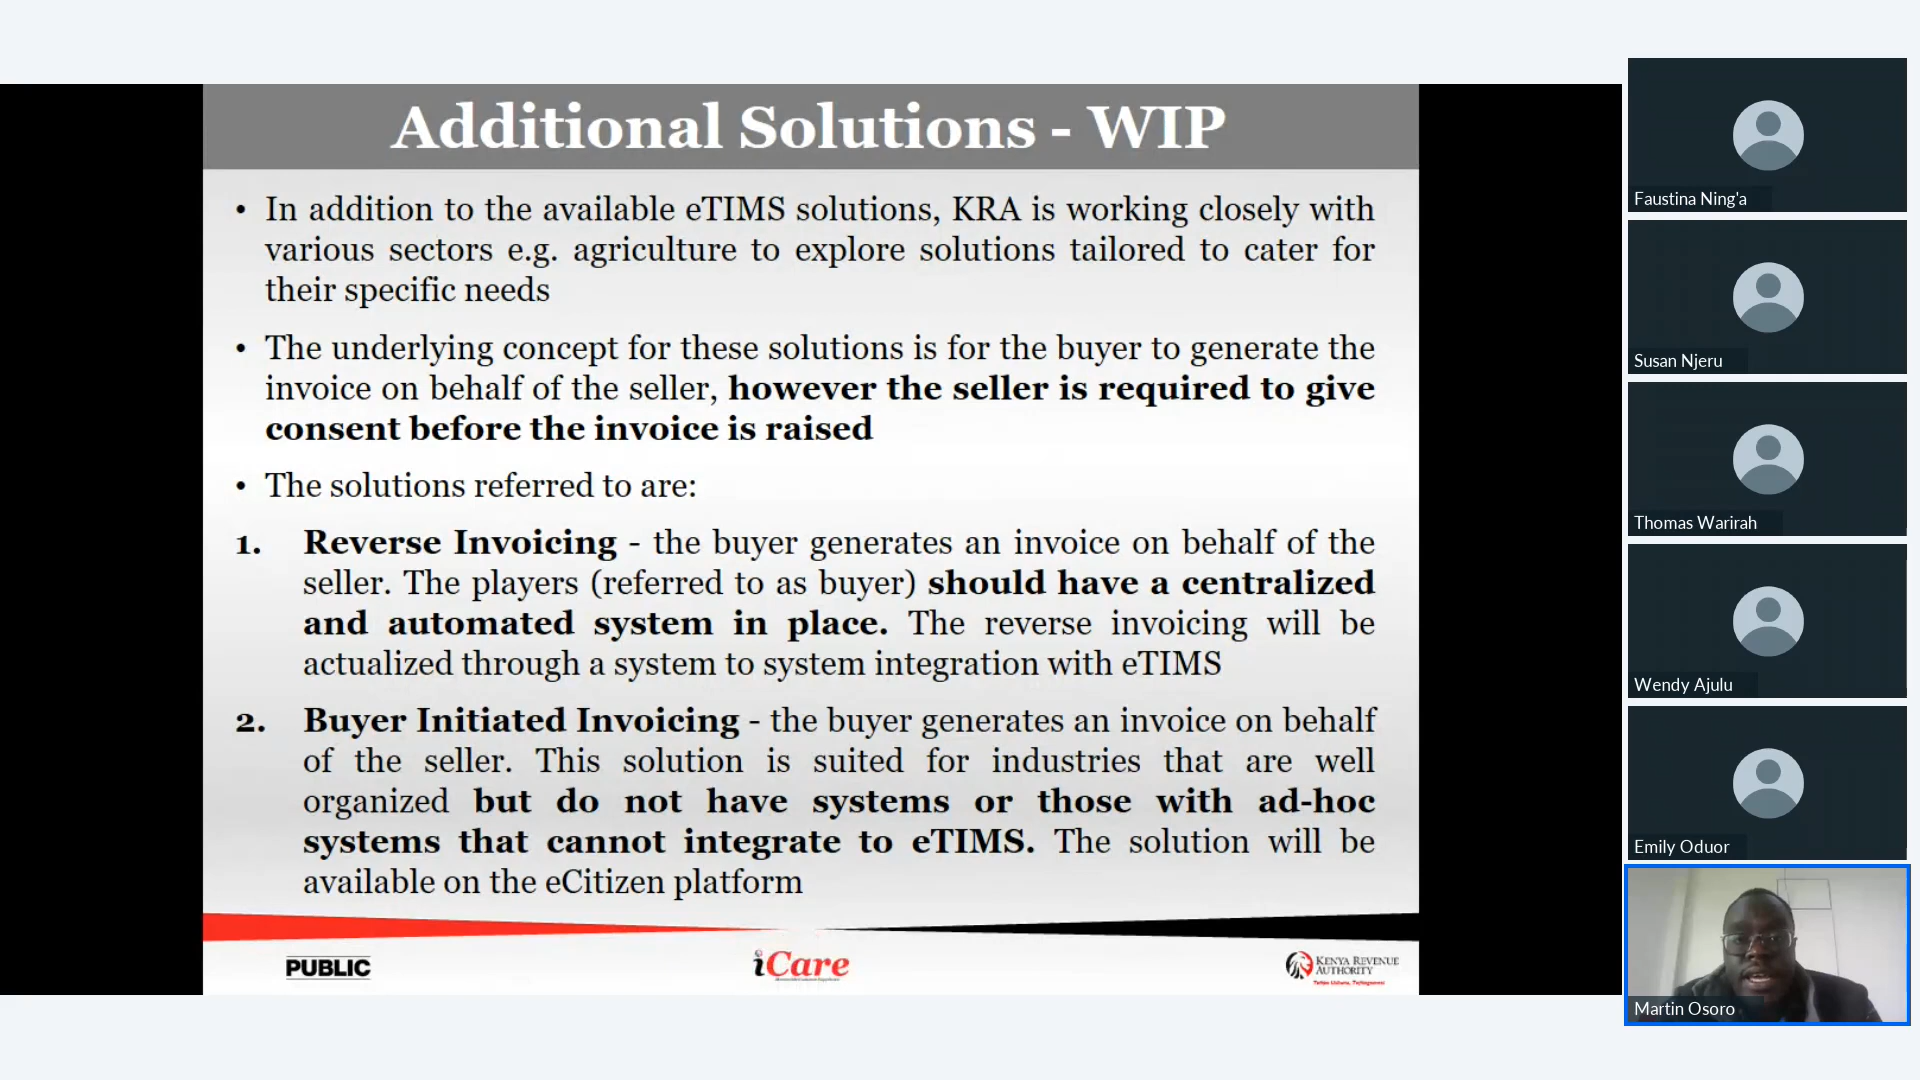 Additional Solutions - WIP
• In addition to the available eTIMS solutions, KRA is working closely with
various sectors e.g. agriculture to explore solutions tailored to cater for
their specific needs
• The underlying concept for these solutions is for the buyer to generate the
invoice on behalf of the seller, however the seller is required to give
consent before the invoice is raised
• The solutions referred to are:
1. Reverse Invoicing - the buyer generates an invoice on behalf of the
seller. The players (referred to as buyer) should have a centralized
and automated system in place. The reverse invoicing will be
actualized through a system to system integration with eTIMS
2. Buyer Initiated Invoicing - the buyer generates an invoice on behalf
of the seller. This solution is suited for industries that are well
organized but do not have systems or those with ad-hoc
systems that cannot integrate to eTIMS. The solution will be
available on the eCitizen platform
PUBLIC
iCare
KENYA REVENUE
AUTHORITY
Faustina Ning'a
Susan Njeru
Thomas Warirah
Wendy Ajulu
Emily Oduor
Martin Osoro